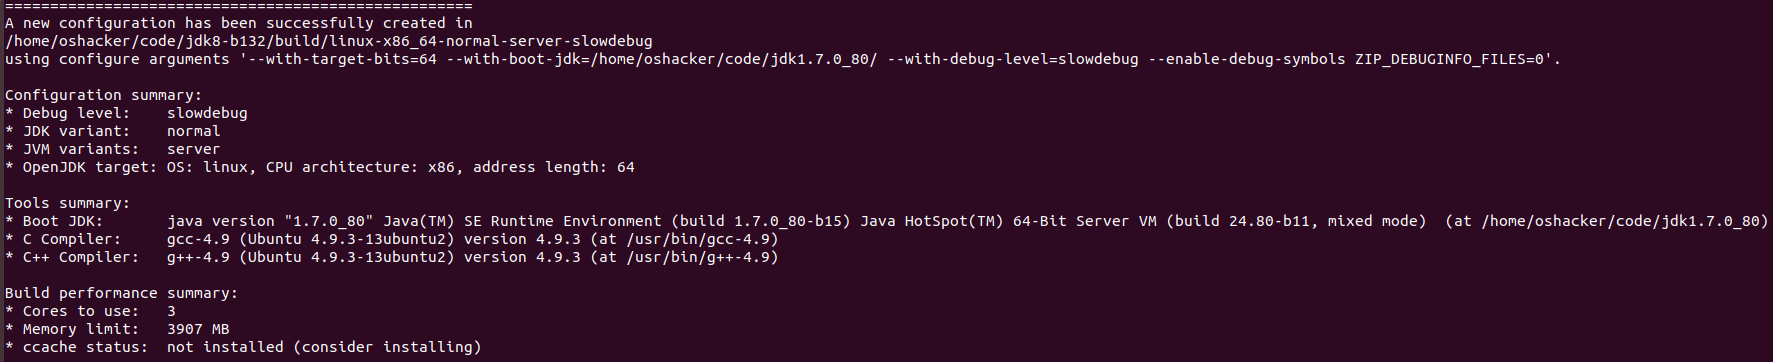 ====================================================
A new configuration has been successfully created in
/home/oshacker/code/jdk8-b132/build/linux-x86_64-normal-server-slowdebug
using configure arguments '--with-target-bits=64 --with-boot-jdk=/home/oshacker/code/jdk1.7.0_80/ --with-debug-level=slowdebug --enable-debug-symbols ZIP_DEBUGINFO_FILES=0'.

Configuration summary:
* Debug level:    slowdebug
* JDK variant:    normal
* JVM variants:   server
* OpenJDK target: OS: linux, CPU architecture: x86, address length: 64

Tools summary:
* Boot JDK:       java version "1.7.0_80" Java(TM) SE Runtime Environment (build 1.7.0_80-b15) Java HotSpot(TM) 64-Bit Server VM (build 24.80-b11, mixed mode)  (at /home/oshacker/code/jdk1.7.0_80)
* C Compiler:     gcc-4.9 (Ubuntu 4.9.3-13ubuntu2) version 4.9.3 (at /usr/bin/gcc-4.9)
* C++ Compiler:   g++-4.9 (Ubuntu 4.9.3-13ubuntu2) version 4.9.3 (at /usr/bin/g++-4.9)

Build performance summary:
* Cores to use:   3
* Memory limit:   3907 MB
* ccache status:  not installed (consider installing)